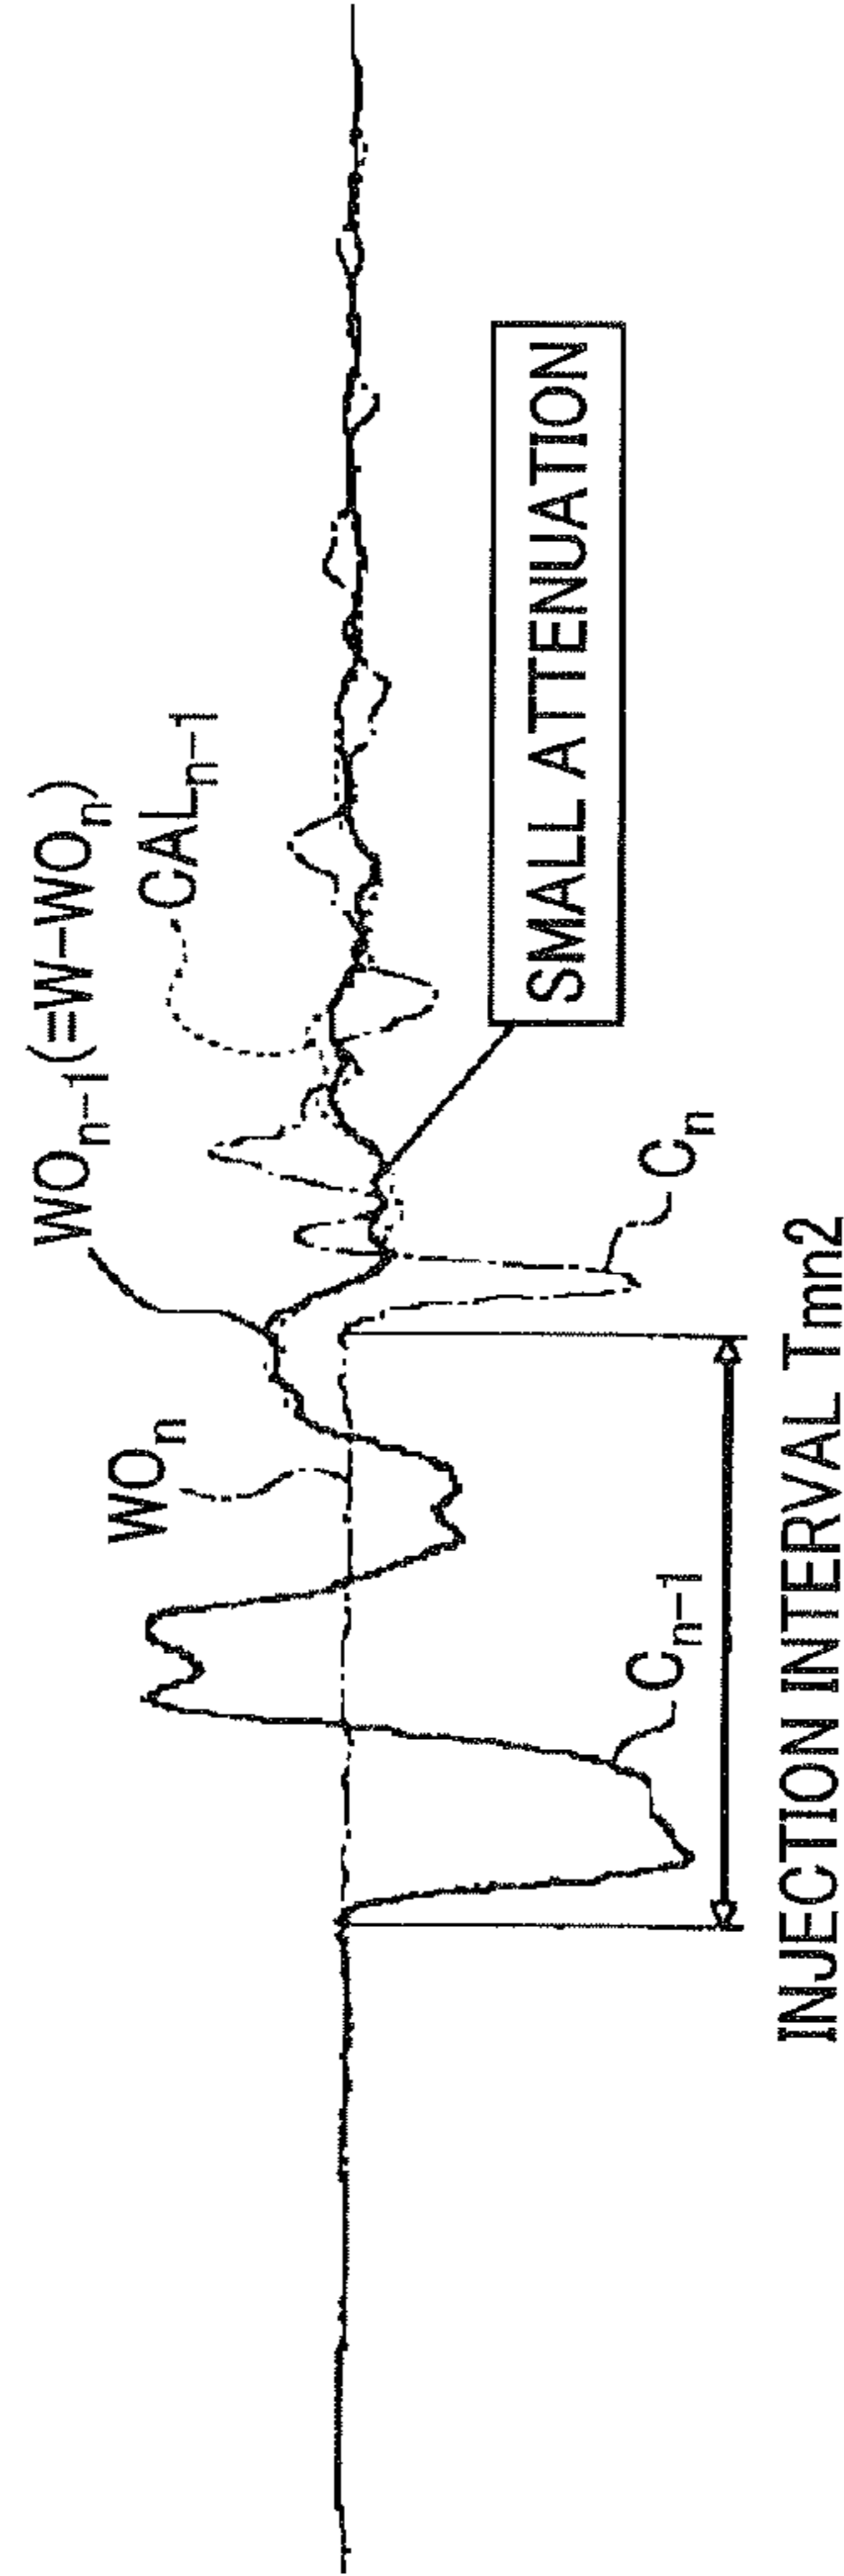 WOₙ₋₁(=W-WOₙ)
CALₙ₋₁
WOₙ
SMALL ATTENUATION
Cₙ
Cₙ₋₁
INJECTION INTERVAL Tmn2